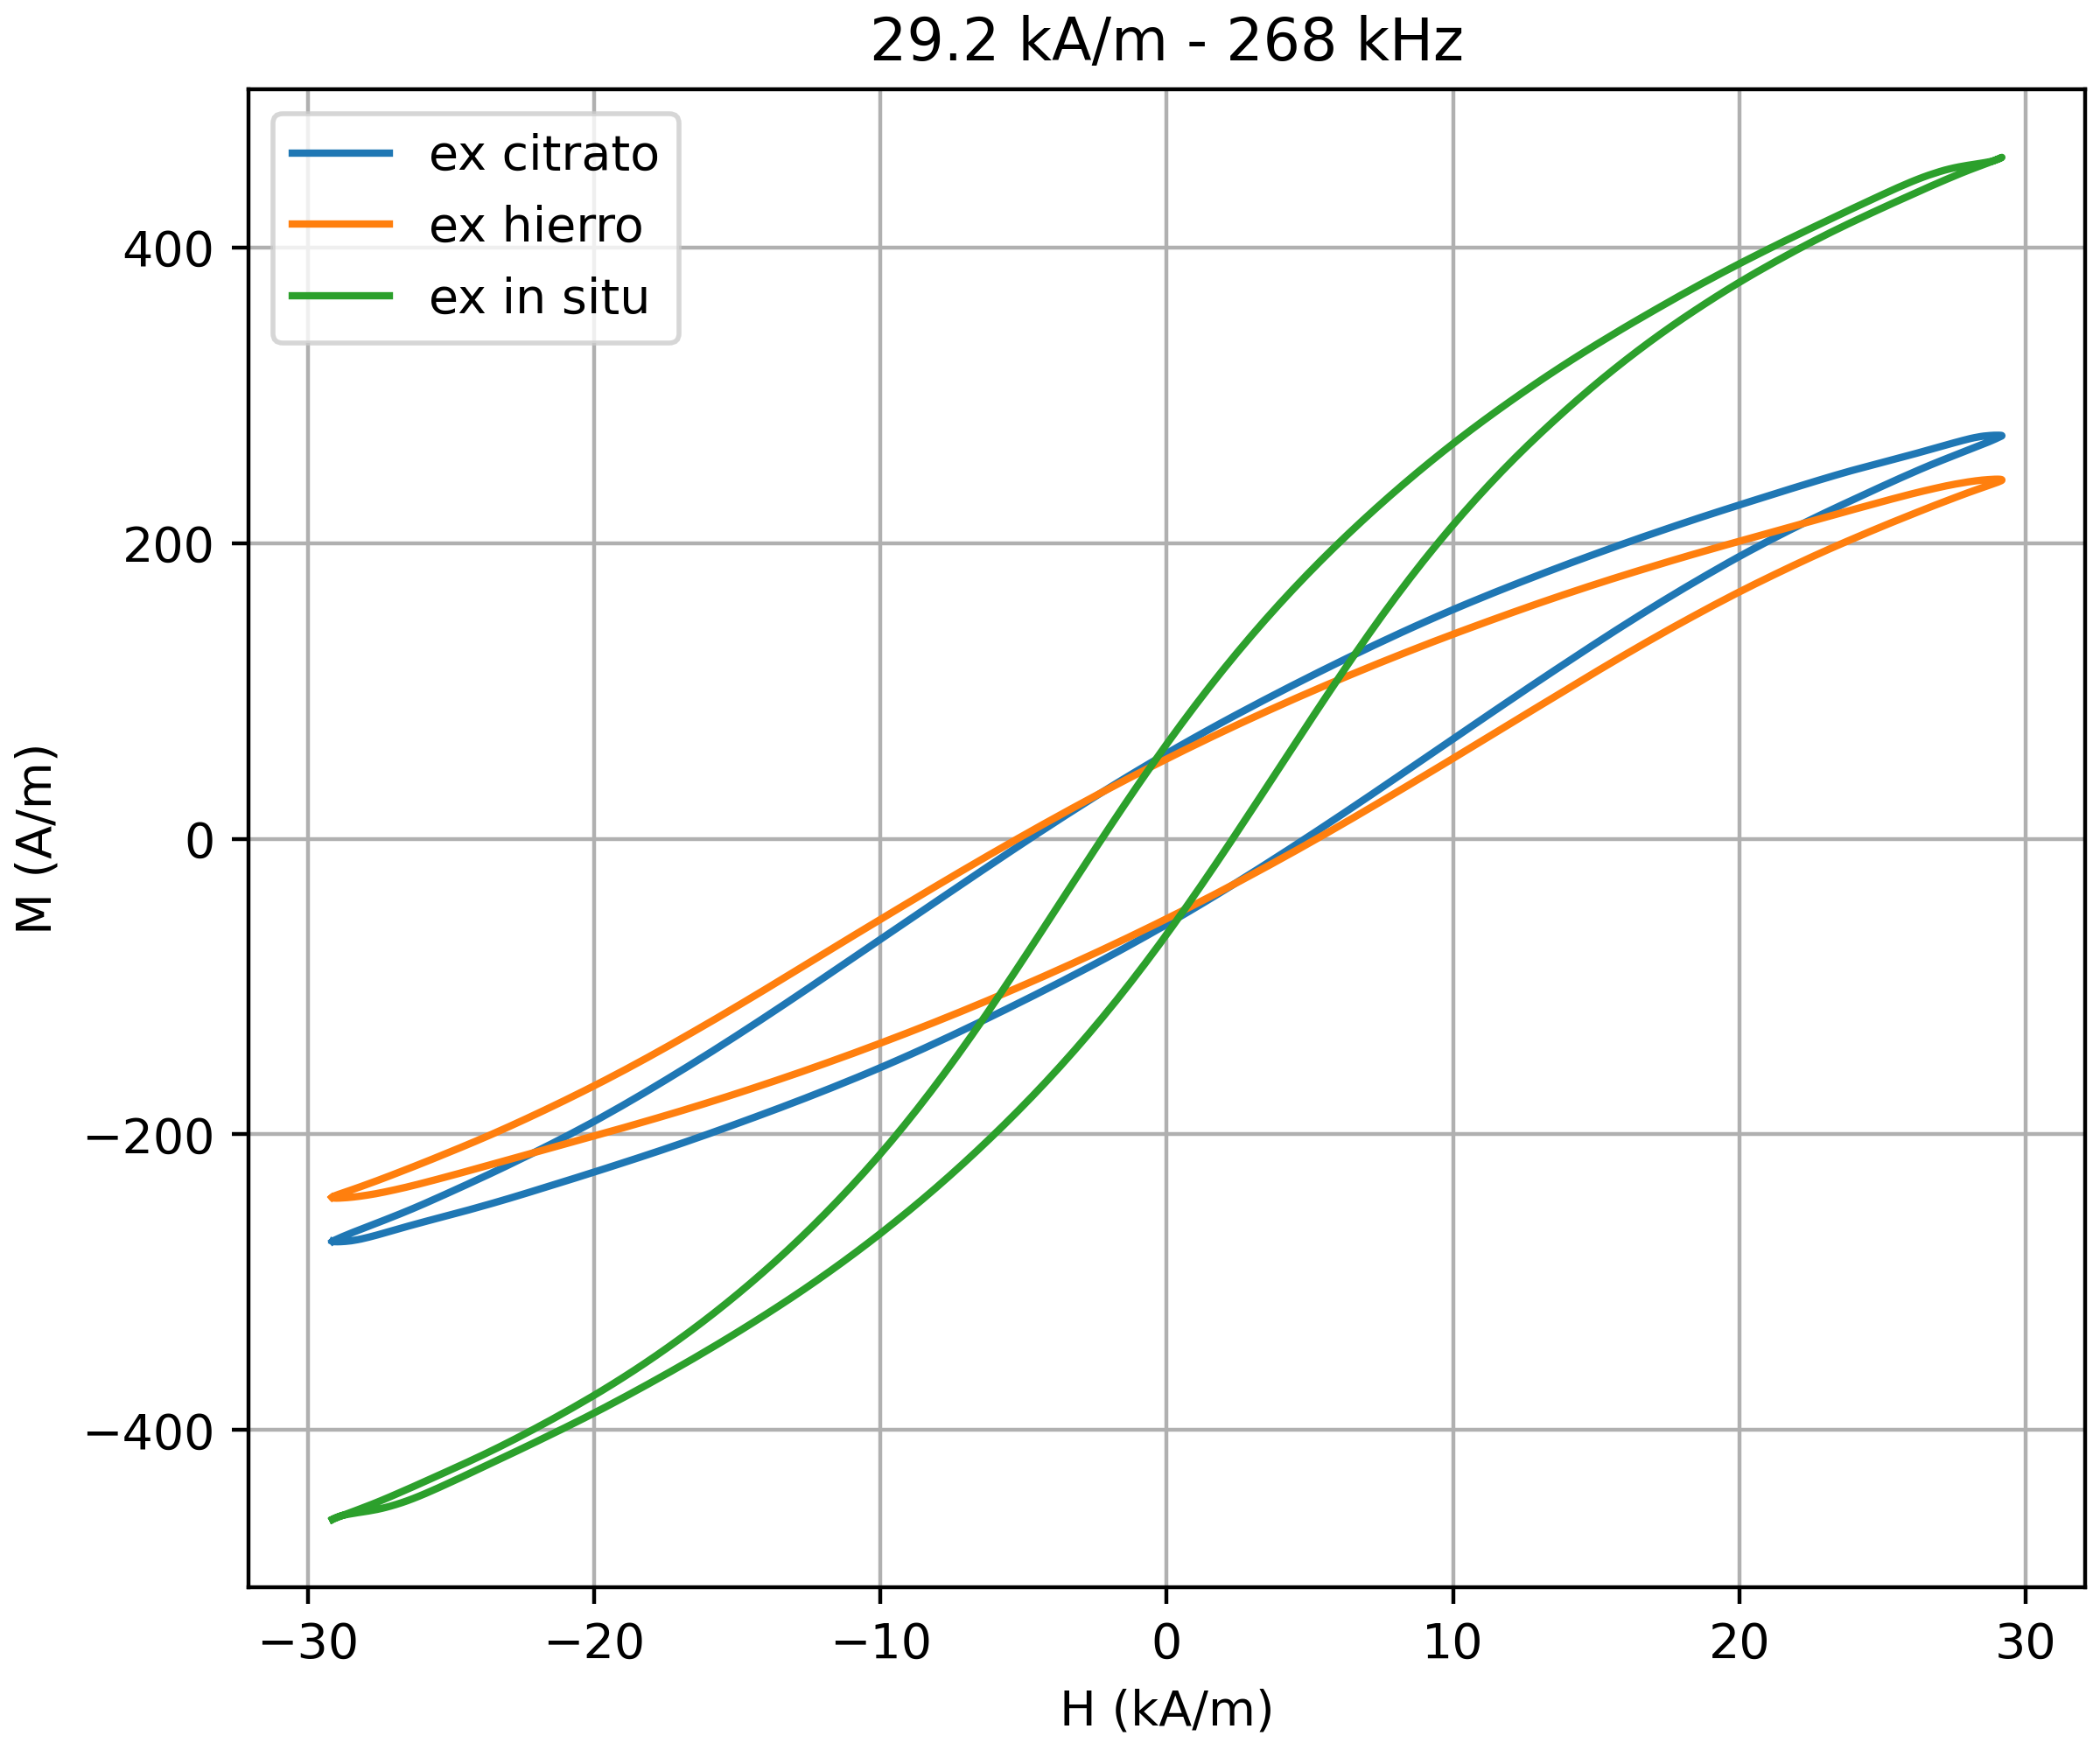 29.2 kA/m - 268 kHz
ex citrato
ex hierro
ex in situ
M (A/m)
400
200
0
−200
−400
−30 −20 −10 0 10 20 30
H (kA/m)